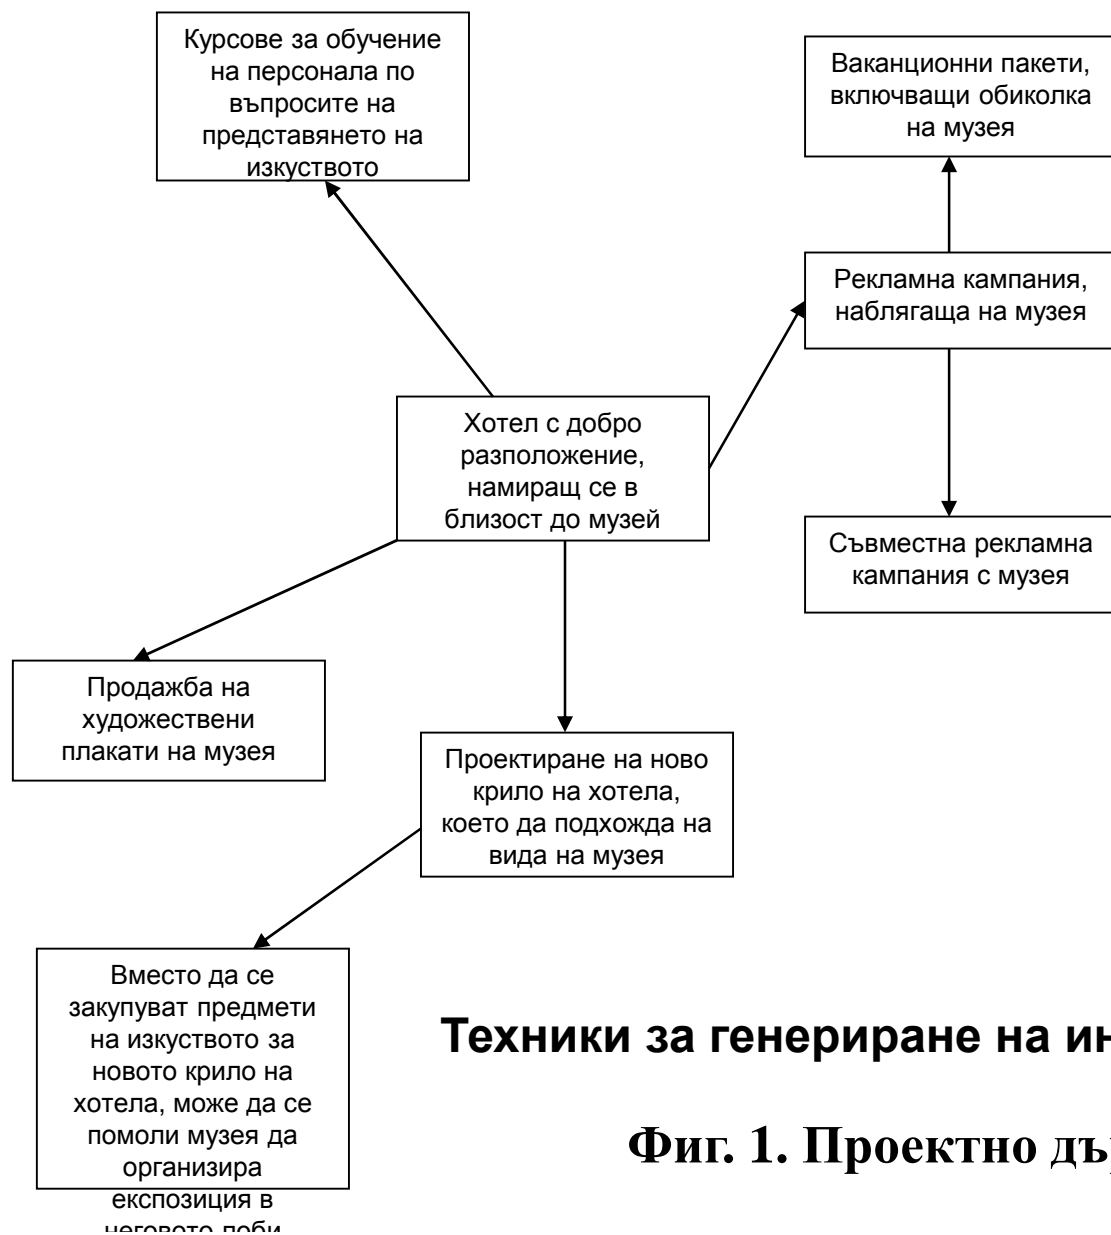 Курсове за обучение
на персонала по
въпросите на
представянето на
изкуството
Ваканционни пакети,
включващи обиколка
на музея
Рекламна кампания,
наблягаща на музея
Хотел с добро
разположение,
намиращ се в
близост до музей
Съвместна рекламна
кампания с музея
Продажба на
художествени
плакати на музея
Проектиране на ново
крило на хотела,
което да подхожда на
вида на музея
Вместо да се
закупуват предмети
на изкуството за
новото крило на
хотела, може да се
помоли музея да
организира
експозиция в
неговото лоби
Техники за генериране на
Фиг. 1. Проектно